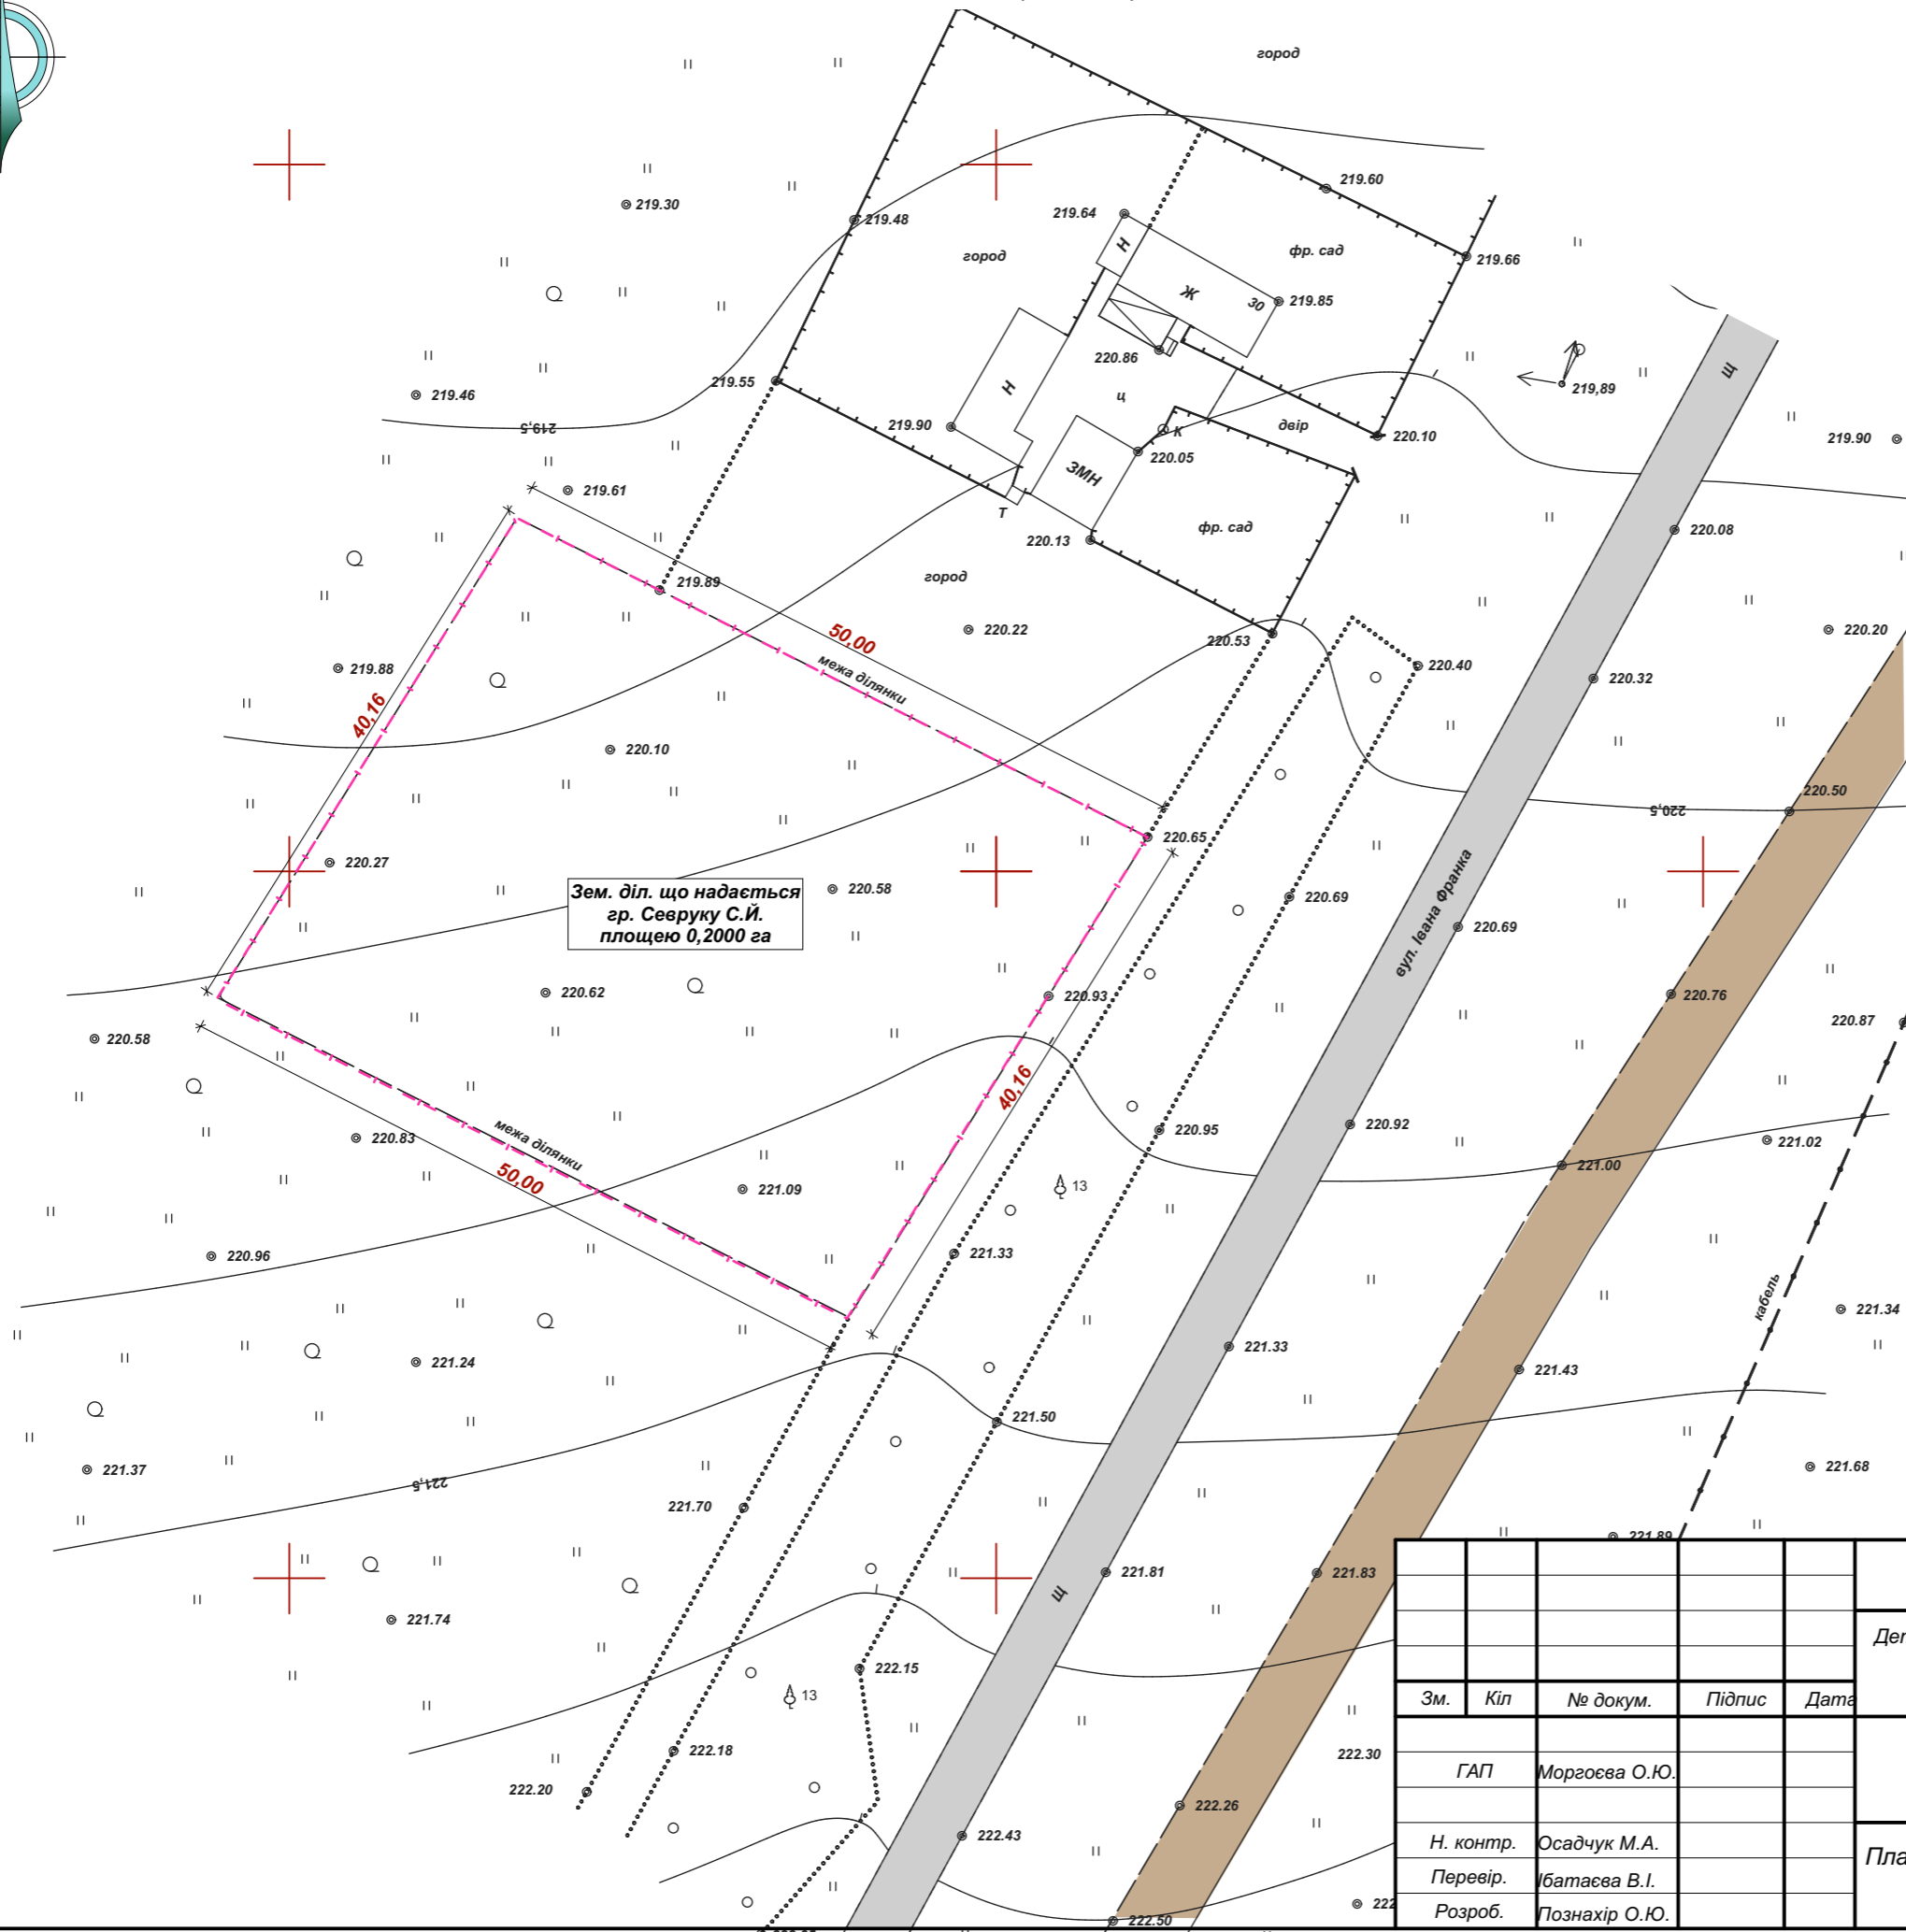 город
219.60
219.30
219.64
219.48
Н
город
фр. сад
219.66
Ж
30
219.85
220.86
219.55
219,89
Щ
219.46
Н
ц
219.90
двір
К
220.10
219.90
219,5
220.05
ЗМН
219.61
Т
фр. сад
220.13
220.08
219.89
город
220.22
220.53
220.20
50,00
межа ділянки
220.40
219.88
220.32
40,16
220.10
220.50
220,5
220.65
220.27
Зем. діл. що надається
гр. Севруку С.Й.
площею 0,2000 га
220.58
220.69
вул. Івана Франка
220.69
220.62
220.93
220.76
220.87
220.58
40,16
220.83
межа ділянки
50,00
220.95
220.92
221.02
221.00
221.09
13
220.96
221.33
кабель
221.34
221.33
221.24
221.43
221.50
221.37
221,5
221.68
221.70
221.89
221.81
221.83
Щ
221.74
222.15
13
222.18
222.20
222.30
222.26
222.43
222
222.50
Деп
Зм.
Кіл
№ докум.
Підпис
Дата
ГАП
Моргоєва О.Ю.
Н. контр.
Осадчук М.А.
Пла
Перевір.
Ібатаєва В.І.
Розроб.
Познахір О.Ю.